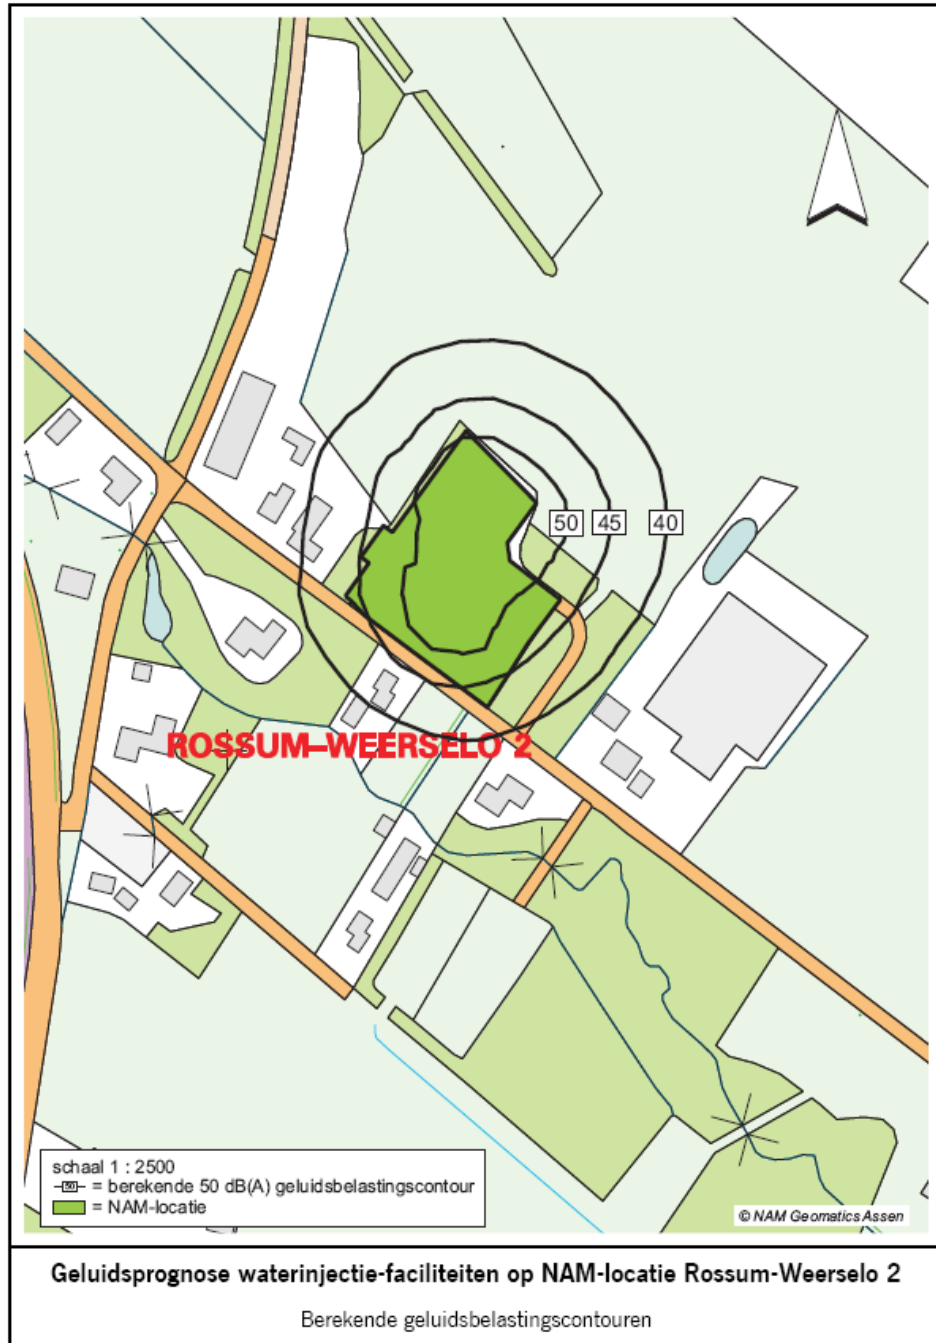 50 45 40
ROSSUM-WEERSELO 2
schaal 1 : 2500
50 = berekende 50 dB(A) geluidsbelastingscontour
= NAM-locatie
© NAM Geomatics Assen
Geluidsprognose waterinjectie-faciliteiten op NAM-locatie Rossum-Weerselo 2
Berekende geluidsbelastingscontouren